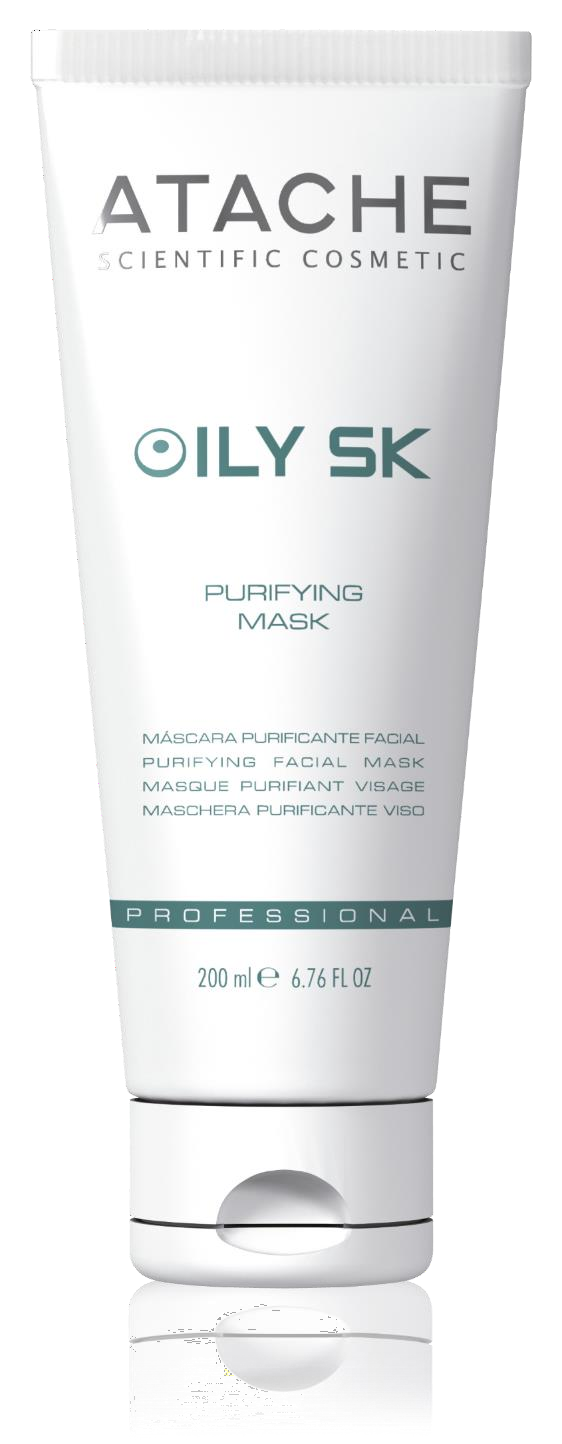 ATACHE
SCIENTIFIC COSMETIC
OILY SK
PURIFYING
MASK
MÁSCARA PURIFICANTE FACIAL
PURIFYING FACIAL MASK
MASQUE PURIFIANT VISAGE
MASCHERA PURIFICANTE VISO
PROFESSIONAL
200 ml ℮ 6.76 FL OZ